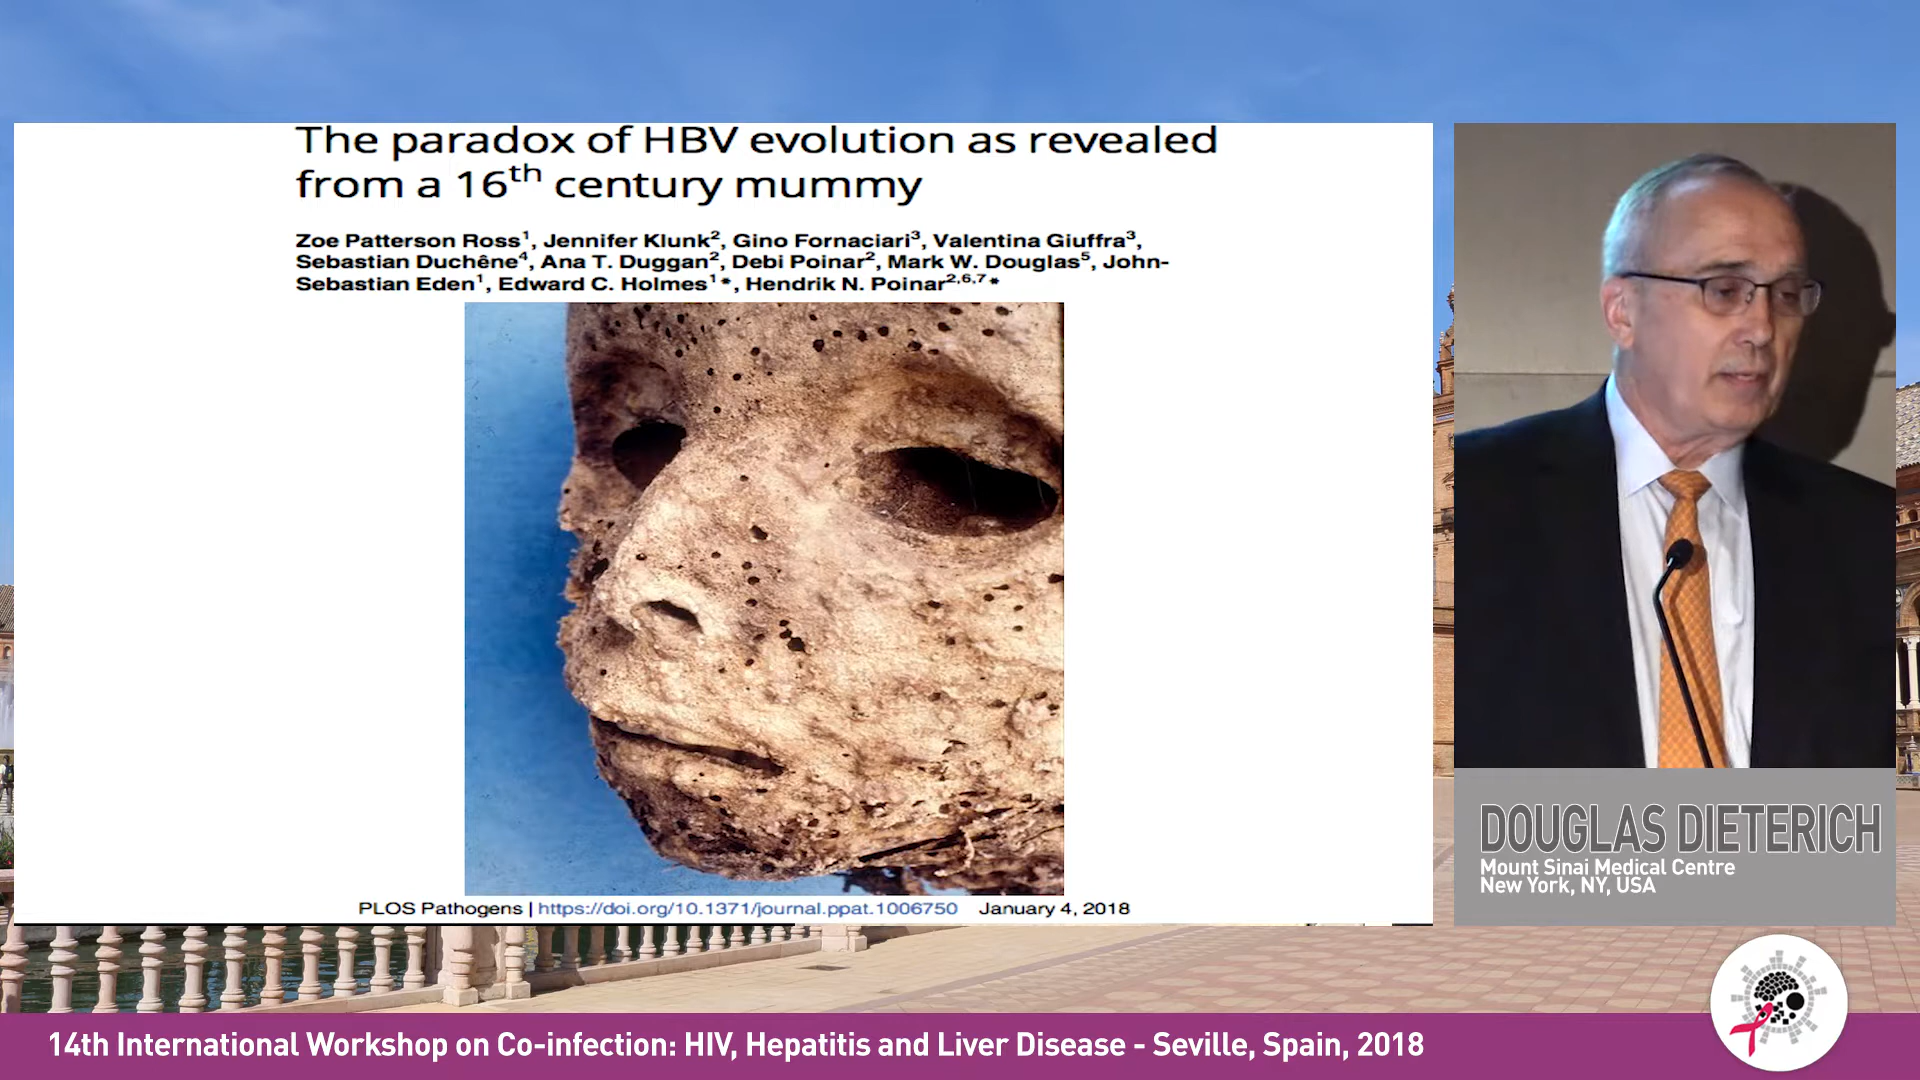 The paradox of HBV evolution as revealed
from a 16th century mummy
Zoe Patterson Ross1, Jennifer Klunk2, Gino Fornaciari3, Valentina Giuffra3,
Sebastian Duchêne4, Ana T. Duggan2, Debi Poinar2, Mark W. Douglas5, John-
Sebastian Eden1, Edward C. Holmes1*, Hendrik N. Poinar2,6,7*
PLOS Pathogens | https://doi.org/10.1371/journal.ppat.1006750 January 4, 2018
DOUGLAS DIETERICH
Mount Sinai Medical Centre
New York, NY, USA
14th International Workshop on Co-infection: HIV, Hepatitis and Liver Disease - Seville, Spain, 2018